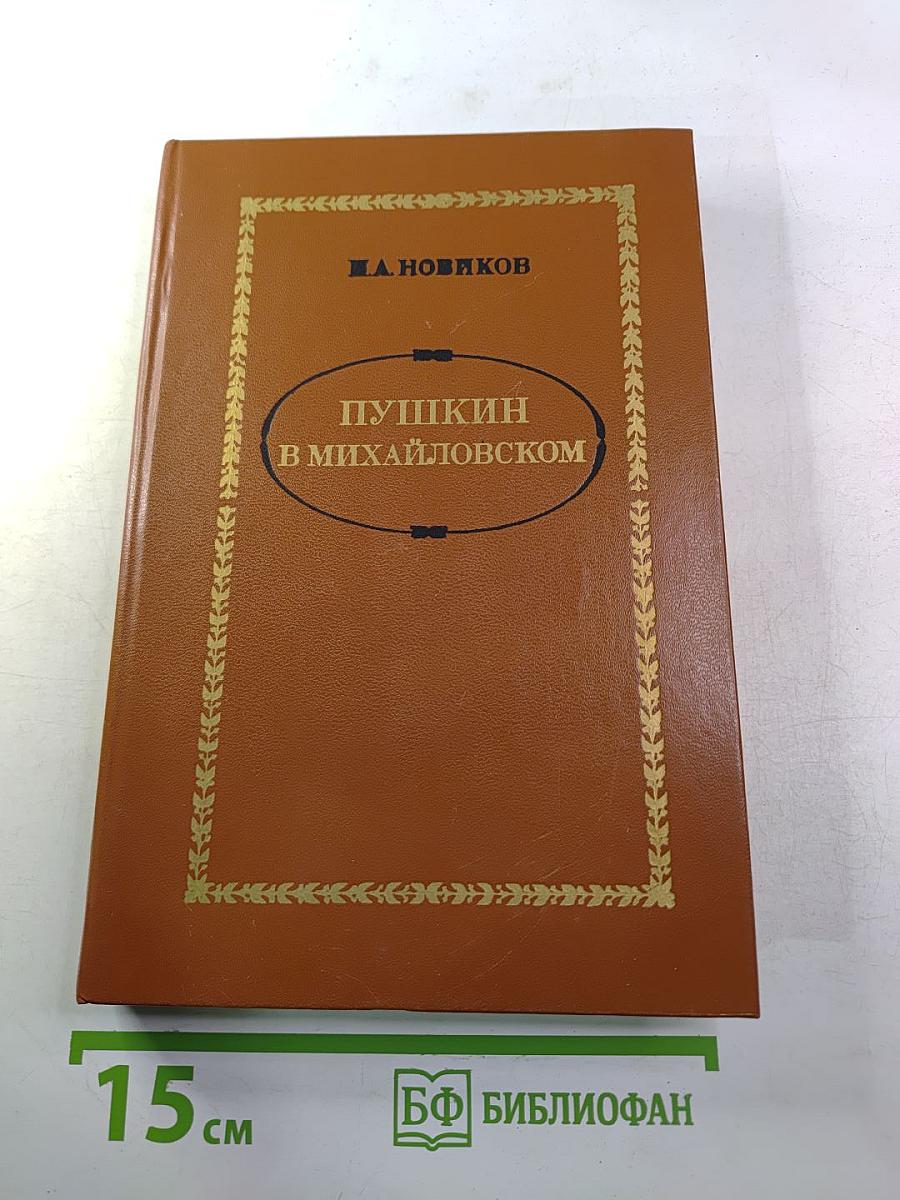 И.А. НОВИКОВ
ПУШКИН
В МИХАЙЛОВСКОМ
15 см
БФ БИБЛИОФАН